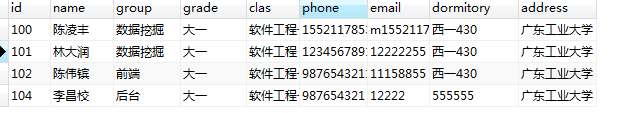 id name group grade clas phone email dormitory address
100 陈凌丰 数据挖掘 大一 软件工程 1552117853 m1552117 西一430 广东工业大学
101 林大润 数据挖掘 大一 软件工程 123456789 12222255 西一430 广东工业大学
102 陈伟镔 前端 大一 软件工程 987654321 11158855 西一430 广东工业大学
104 李昌校 后台 大一 软件工程 987654321 12222 555555 广东工业大学